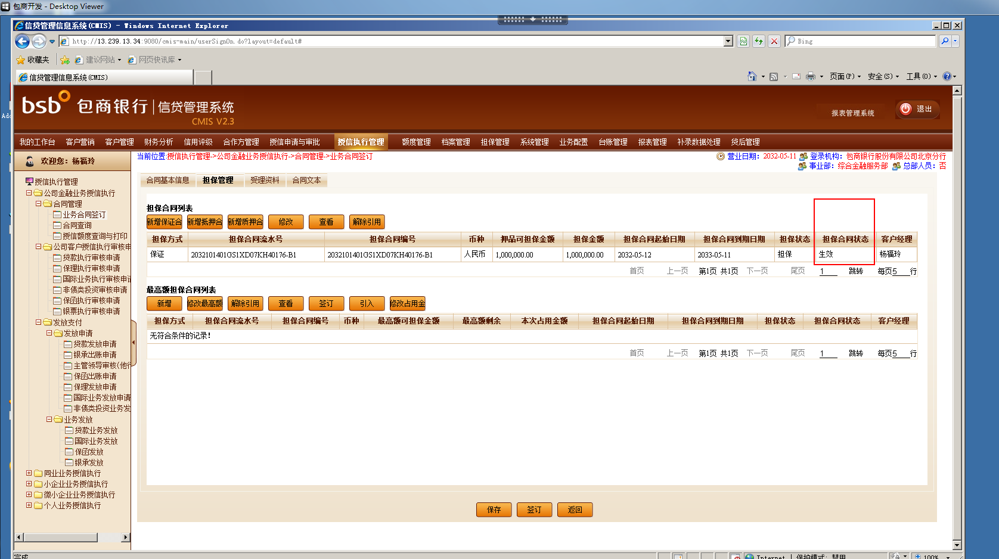 包商开发 - Desktop Viewer
信贷管理信息系统(CMIS) - Windows Internet Explorer
http://13.239.13.34:9080/cmis-main/userSignOn.do?layout=default#
Bing
收藏夹
建议网站
网页快讯库
信贷管理信息系统(CMIS)
页面(P)
安全(S)
工具(O)
bsb 包商银行 | 信贷管理系统
CMIS V2.3
报表管理系统
退出
我的工作台 客户营销 客户管理 财务分析 信用评级 合作方管理 授信申请与审批 授信执行管理 额度管理 档案管理 担保管理 系统管理 业务配置 台账管理 报表管理 补录数据处理 贷后管理
欢迎您：杨福玲
当前位置:授信执行管理->公司金融业务授信执行->合同管理->业务合同签订
营业日期：2032-05-11 登录机构：包商银行股份有限公司北京分行
事业部：综合金融服务部 总部人员：否
授信执行管理
公司金融业务授信执行
合同管理
业务合同签订
合同查询
授信额度查询与打印
公司客户授信执行审核申
贷款执行审核申请
保理执行审核申请
国际业务执行审核申请
非债类投资审核申请
保函执行审核申请
银票执行审核申请
发放支付
发放申请
贷款发放申请
银承出账申请
主管领导审核(他行
保函出账申请
保理发放申请
国际业务发放申请
非债类投资业务发
业务发放
贷款业务发放
国际业务发放
保函发放
银承发放
同业业务授信执行
小企业业务授信执行
微小企业业务授信执行
个人业务授信执行
合同基本信息 担保管理 受理资料 合同文本
担保合同列表
新增保证合 新增抵押合 新增质押合 修改 查看 解除引用
担保方式 担保合同流水号 担保合同编号 币种 押品可担保金额 担保金额 担保合同起始日期 担保合同到期日期 担保状态 担保合同状态 客户经理
保证 2032101401GS1XD07KH40176-B1 2032101401GS1XD07KH40176-B1 人民币 1,000,000.00 1,000,000.00 2032-05-12 2033-05-11 担保 生效 杨福玲
首页 上一页 第1页 共1页 下一页 尾页 1 跳转 每页5 行
最高额担保合同列表
新增 修改最高额 解除引用 查看 签订 引入 修改占用金
担保方式 担保合同流水号 担保合同编号 币种 最高额可担保金额 最高额剩余 本次占用金额 担保合同起始日期 担保合同到期日期 担保状态 担保合同状态 客户经理
无符合条件的记录！
首页 上一页 第1页 共1页 下一页 尾页 1 跳转 每页5 行
保存 签订 返回
完成
Internet | 保护模式: 禁用
100%